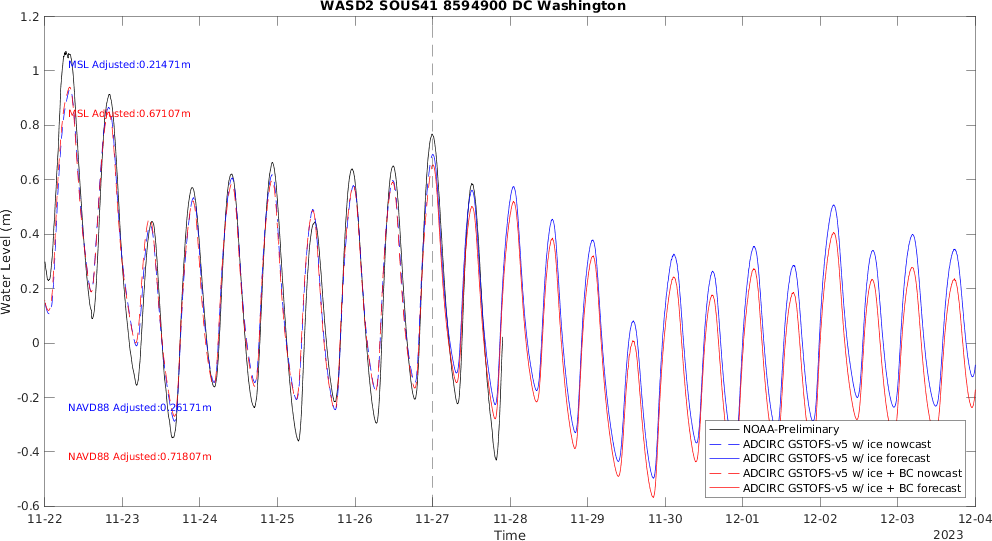 WASD2 SOUS41 8594900 DC Washington
1.2
1
0.8
0.6
0.4
0.2
0
-0.2
-0.4
-0.6
Water Level (m)
MSL Adjusted:0.21471m
MSL Adjusted:0.67107m
NAVD88 Adjusted:0.26171m
NAVD88 Adjusted:0.71807m
NOAA-Preliminary
ADCIRC GSTOFS-v5 w/ ice nowcast
ADCIRC GSTOFS-v5 w/ ice forecast
ADCIRC GSTOFS-v5 w/ ice + BC nowcast
ADCIRC GSTOFS-v5 w/ ice + BC forecast
11-22 11-23 11-24 11-25 11-26 11-27 11-28 11-29 11-30 12-01 12-02 12-03 12-04
Time
2023